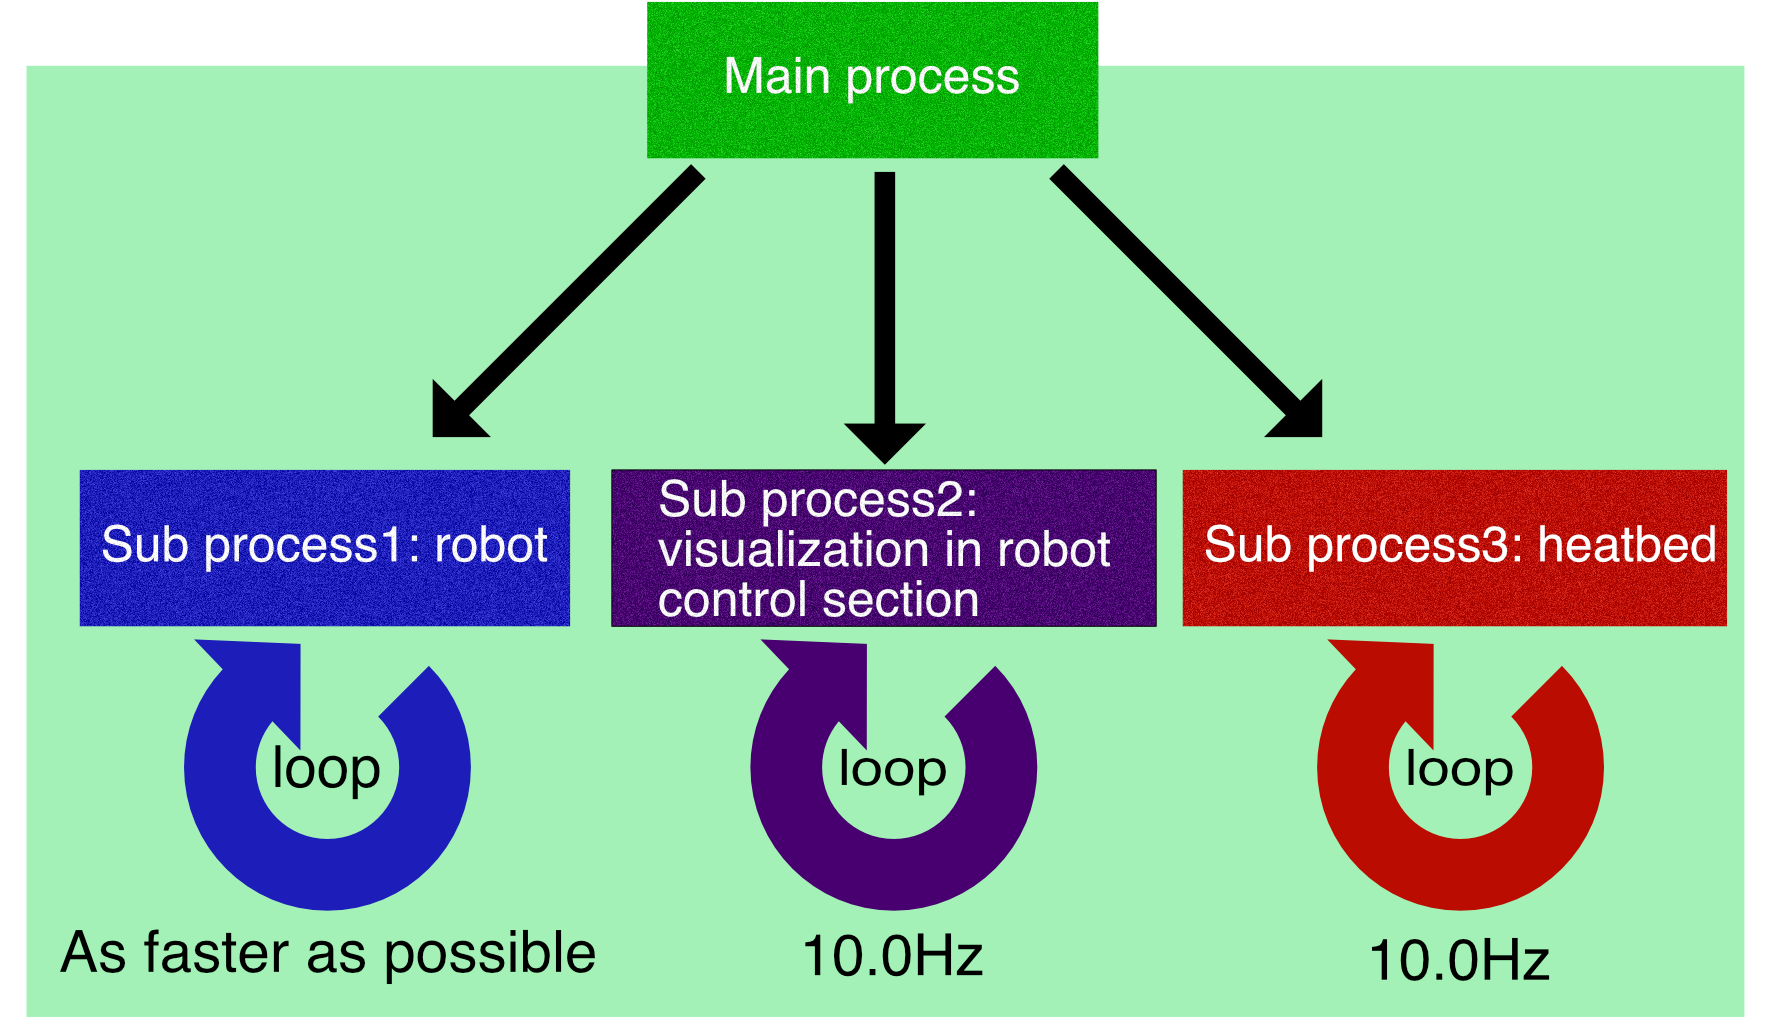 Main process
Sub process1: robot
Sub process2:
visualization in robot
control section
Sub process3: heatbed
loop
loop
loop
As faster as possible
10.0Hz
10.0Hz